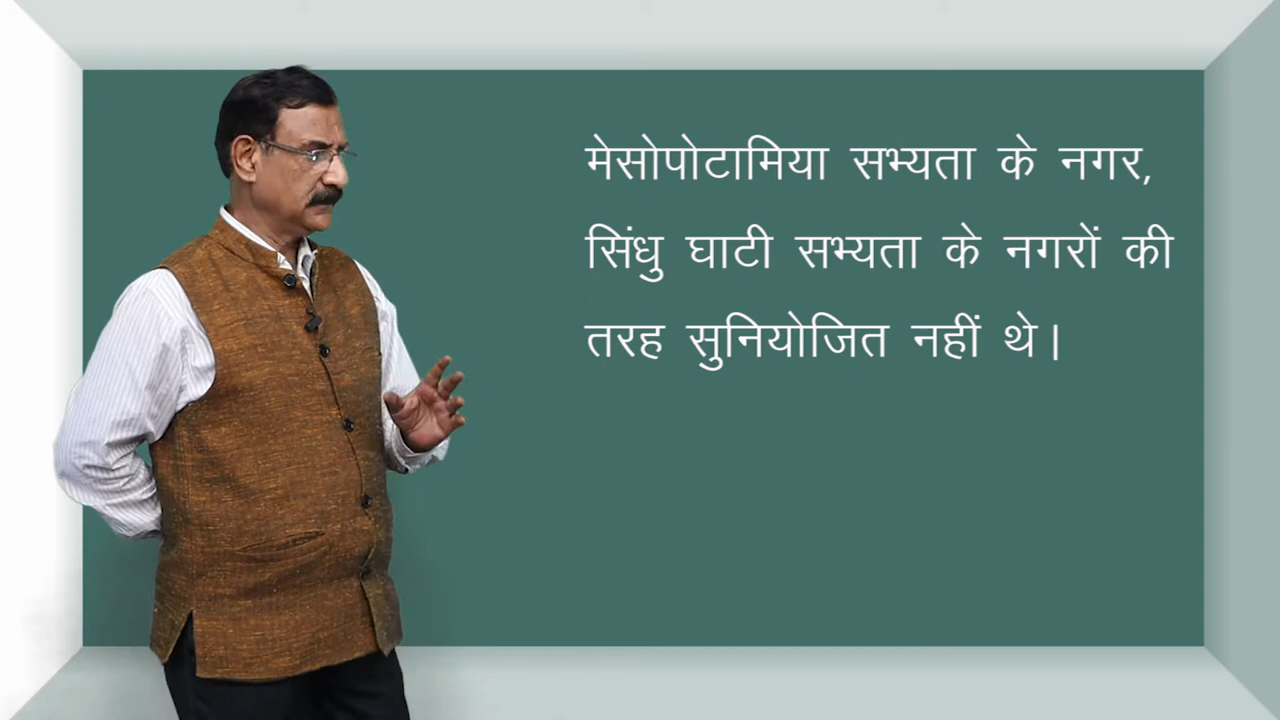 मेसोपोटामिया सभ्यता के नगर,
सिंधु घाटी सभ्यता के नगरों की
तरह सुनियोजित नहीं थे।